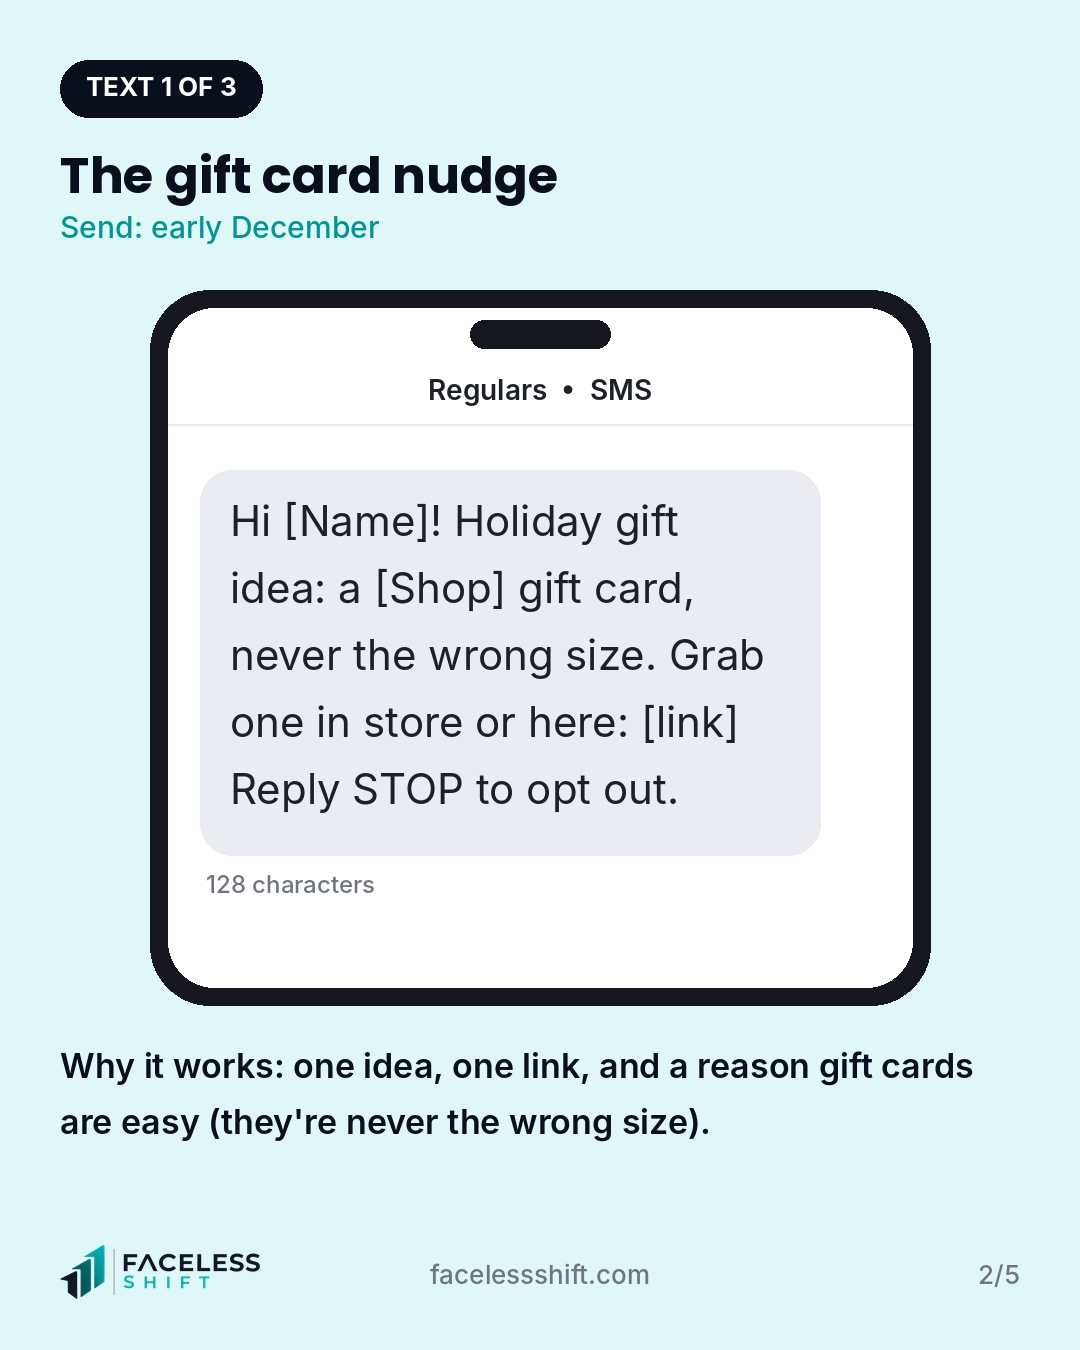 TEXT 1 OF 3
The gift card nudge
Send: early December
Regulars • SMS
Hi [Name]! Holiday gift
idea: a [Shop] gift card,
never the wrong size. Grab
one in store or here: [link]
Reply STOP to opt out.
128 characters
Why it works: one idea, one link, and a reason gift cards
are easy (they're never the wrong size).
FACELESS
SHIFT
facelessshift.com
2/5